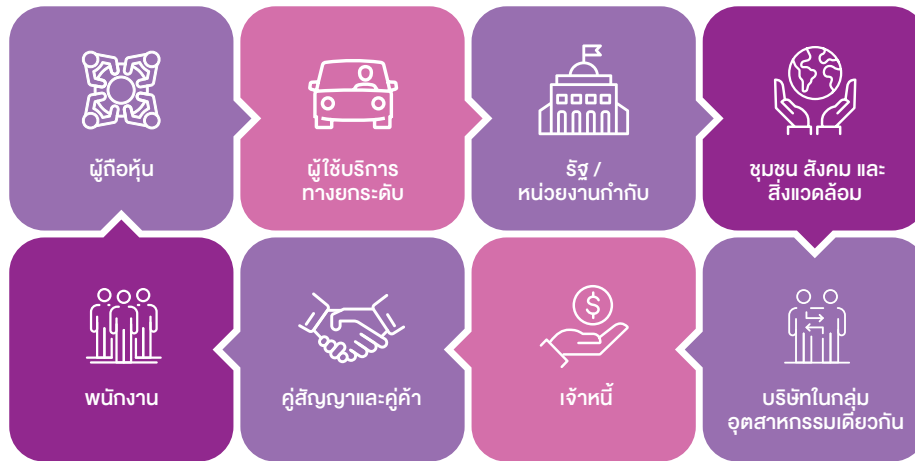 ผู้ถือหุ้น
ผู้ใช้บริการ
ทางยกระดับ
รัฐ /
หน่วยงานกำกับ
ชุมชน สังคม และ
สิ่งแวดล้อม
พนักงาน
คู่สัญญาและคู่ค้า
เจ้าหนี้
บริษัทในกลุ่ม
อุตสาหกรรมเดียวกัน